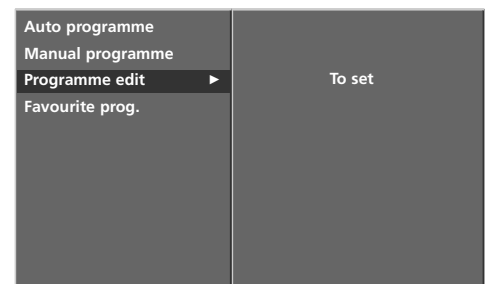 Auto programme
Manual programme
Programme edit ►
To set
Favourite prog.